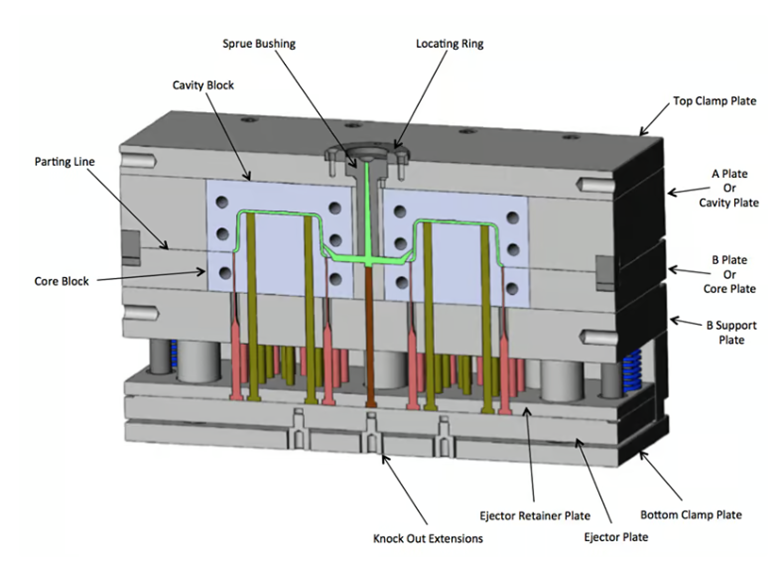 Sprue Bushing
Locating Ring
Cavity Block
Top Clamp Plate
Parting Line
A Plate
Or
Cavity Plate
Core Block
B Plate
Or
Core Plate
B Support
Plate
Ejector Retainer Plate
Bottom Clamp Plate
Knock Out Extensions
Ejector Plate